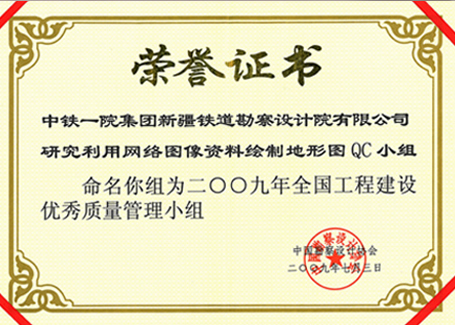 荣誉证书
中铁一院集团新疆铁道勘察设计院有限公司
研究利用网络图像资料绘制地形图QC小组
命名你组为二〇〇九年全国工程建设
优秀质量管理小组
中国勘察设计协会
二〇〇九年七月三日